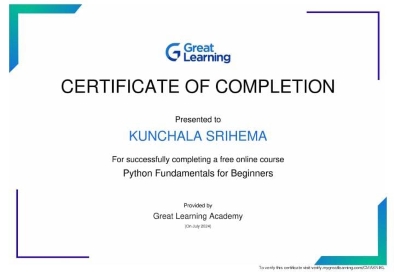 Great
Learning
CERTIFICATE OF COMPLETION
Presented to
KUNCHALA SRIHEMA
For successfully completing a free online course
Python Fundamentals for Beginners
Provided by
Great Learning Academy
(On July 2024)
To verify this certificate visit verify.mygreatlearning.com/